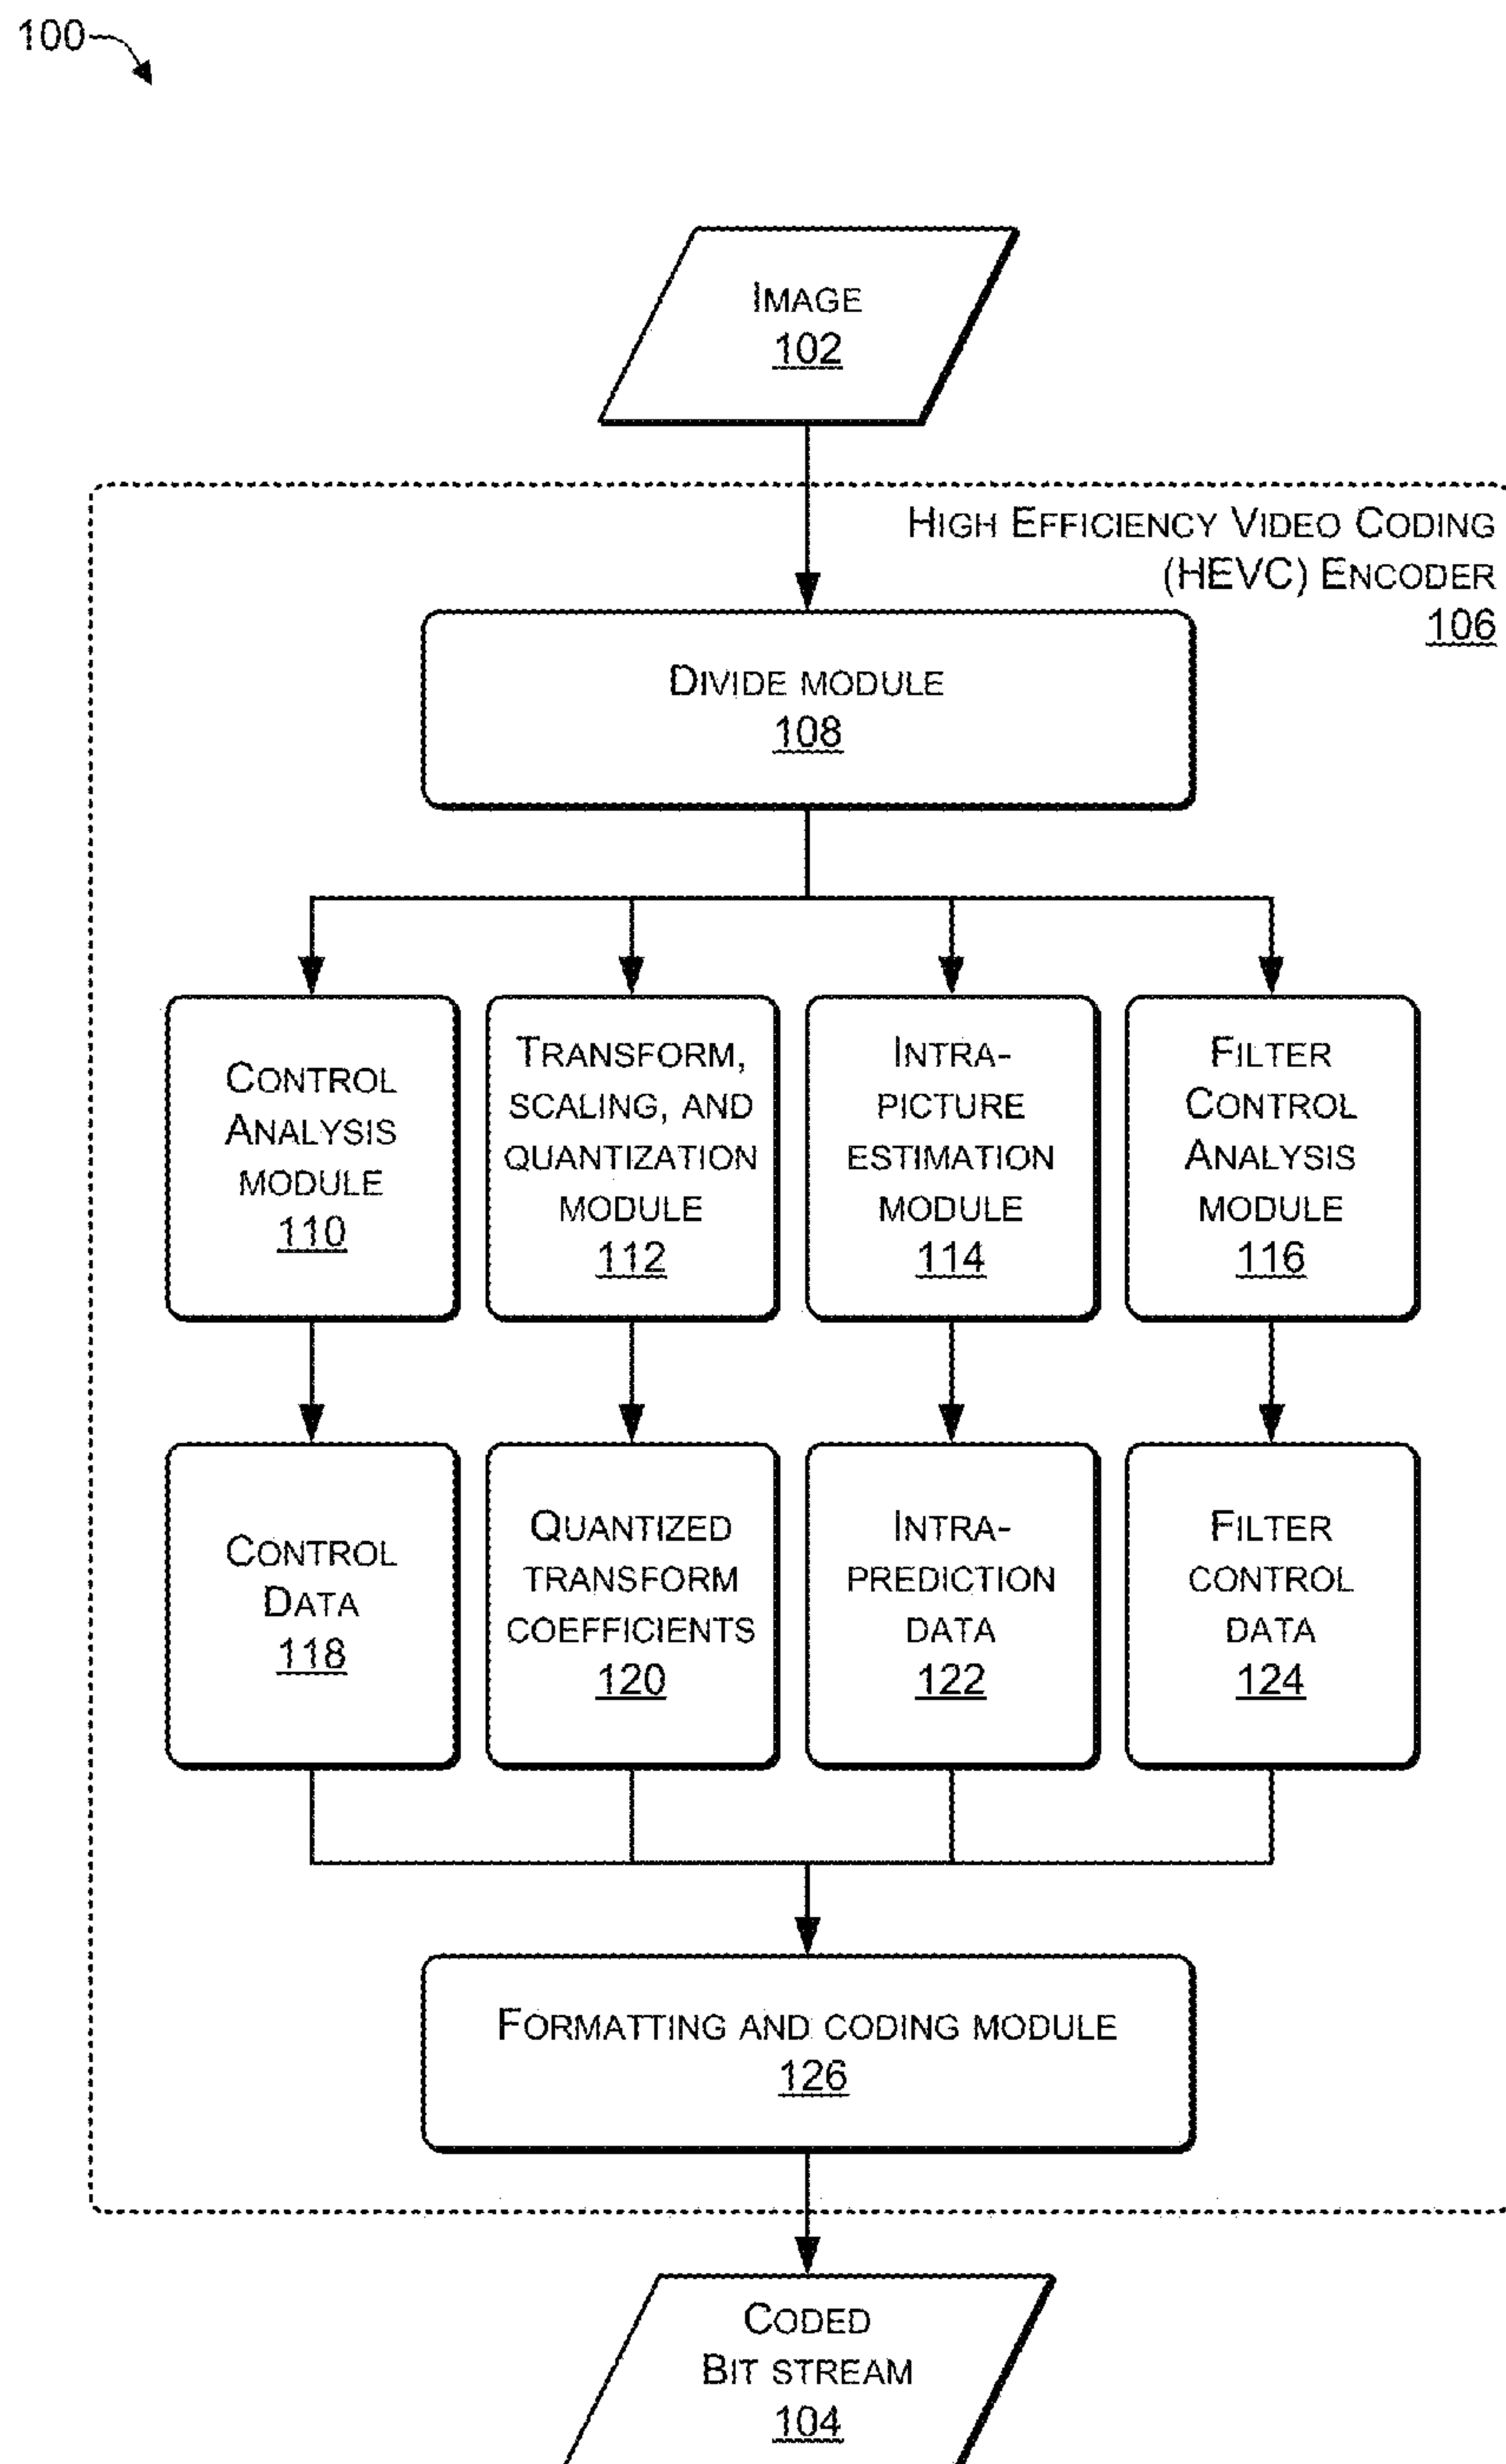 100
IMAGE
102
HIGH EFFICIENCY VIDEO CODING
(HEVC) ENCODER
106
DIVIDE MODULE
108
CONTROL
ANALYSIS
MODULE
110
TRANSFORM,
SCALING, AND
QUANTIZATION
MODULE
112
INTRA-
PICTURE
ESTIMATION
MODULE
114
FILTER
CONTROL
ANALYSIS
MODULE
116
CONTROL
DATA
118
QUANTIZED
TRANSFORM
COEFFICIENTS
120
INTRA-
PREDICTION
DATA
122
FILTER
CONTROL
DATA
124
FORMATTING AND CODING MODULE
126
CODED
BIT STREAM
104